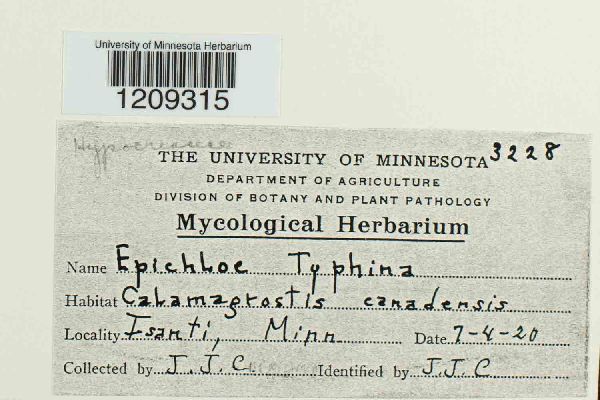 University of Minnesota Herbarium
1209315
3228
THE UNIVERSITY OF MINNESOTA
DEPARTMENT OF AGRICULTURE
DIVISION OF BOTANY AND PLANT PATHOLOGY
Mycological Herbarium
Name Epichloe Typhina
Habitat Calamagrostis canadensis
Locality Isanti, Minn Date 7-4-20
Collected by J. J. C Identified by J. J. C